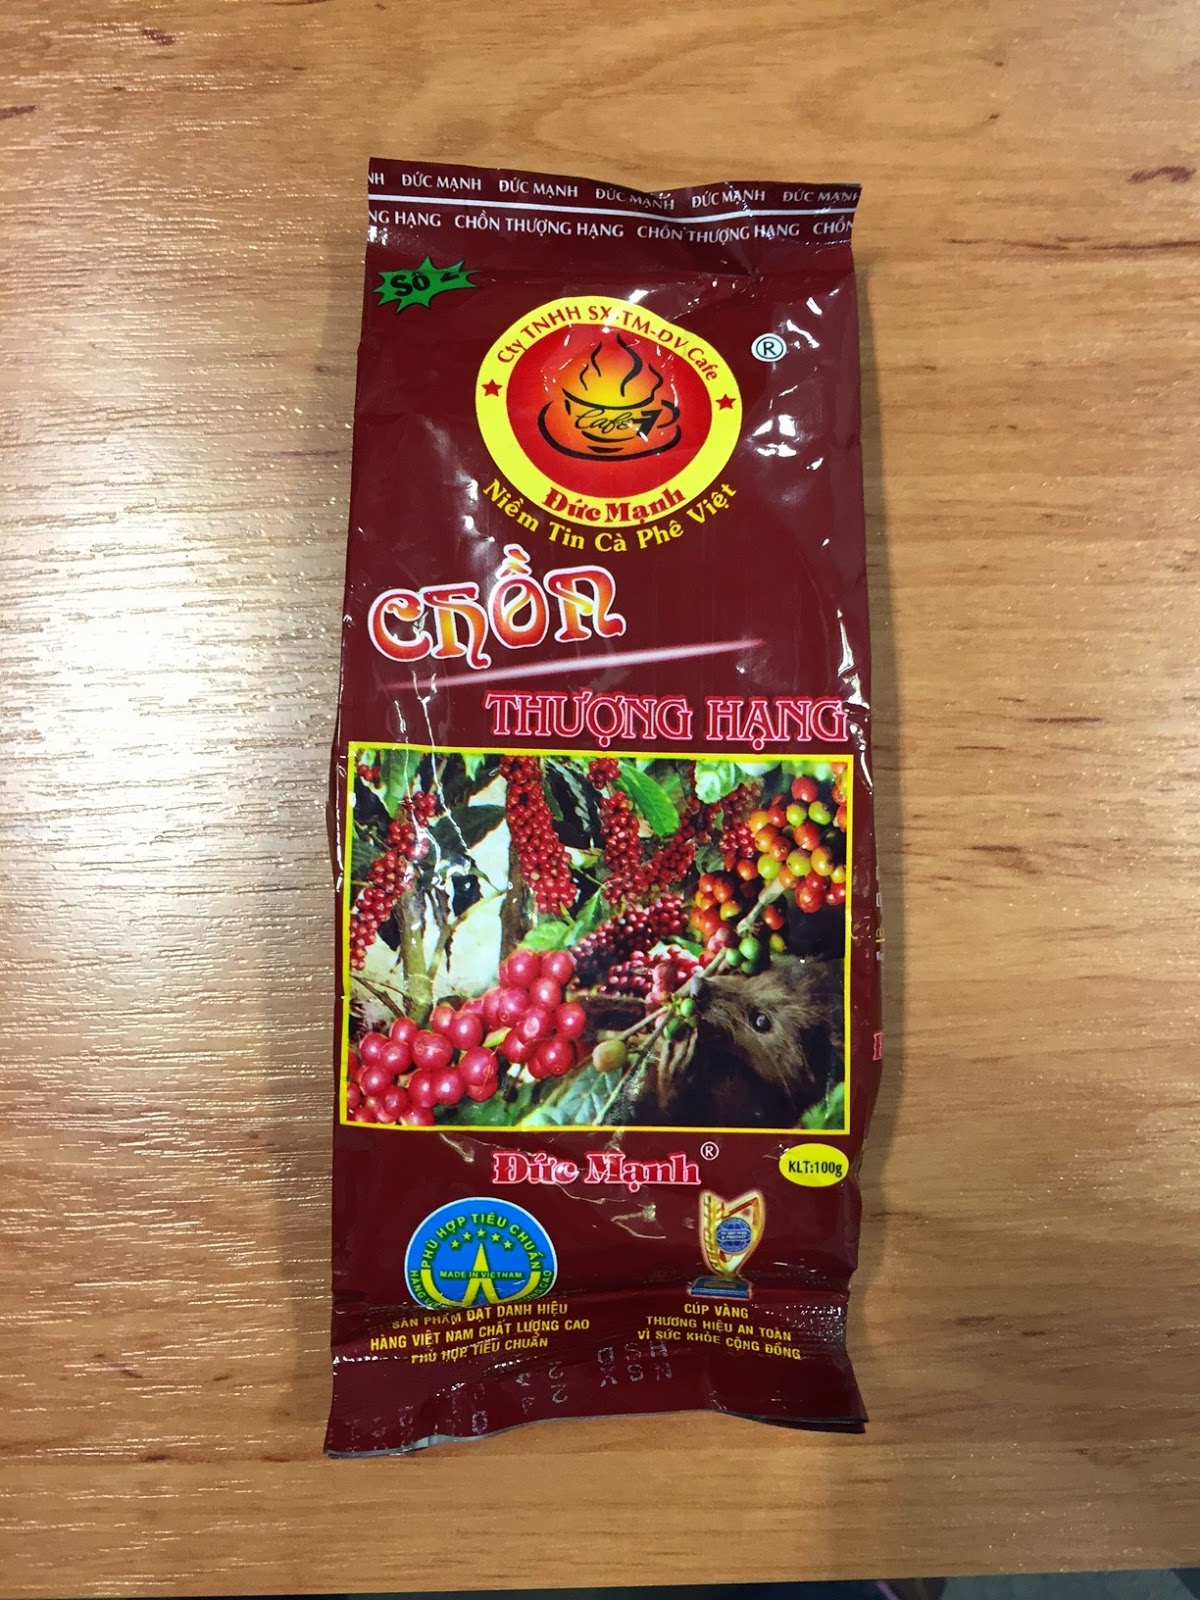 NH ĐỨC MẠNH ĐỨC MẠNH ĐỨC MẠNH ĐỨC MẠNH ĐỨC MẠNH
NG HẠNG CHỒN THƯỢNG HẠNG CHỒN THƯỢNG HẠNG CHỒN
Số 2
Cty TNHH SX-TM-DV Cafe
®
Café
Đức Mạnh
Niềm Tin Cà Phê Việt
CHỒN
THƯỢNG HẠNG
Đức Mạnh®
KLT:100g
PHÙ HỢP TIÊU CHUẨN
MADE IN VIETNAM
SẢN PHẨM ĐẠT DANH HIỆU
HÀNG VIỆT NAM CHẤT LƯỢNG CAO
PHÙ HỢP TIÊU CHUẨN
CÚP VÀNG
THƯƠNG HIỆU AN TOÀN
VÌ SỨC KHỎE CỘNG ĐỒNG
HSD
NSX